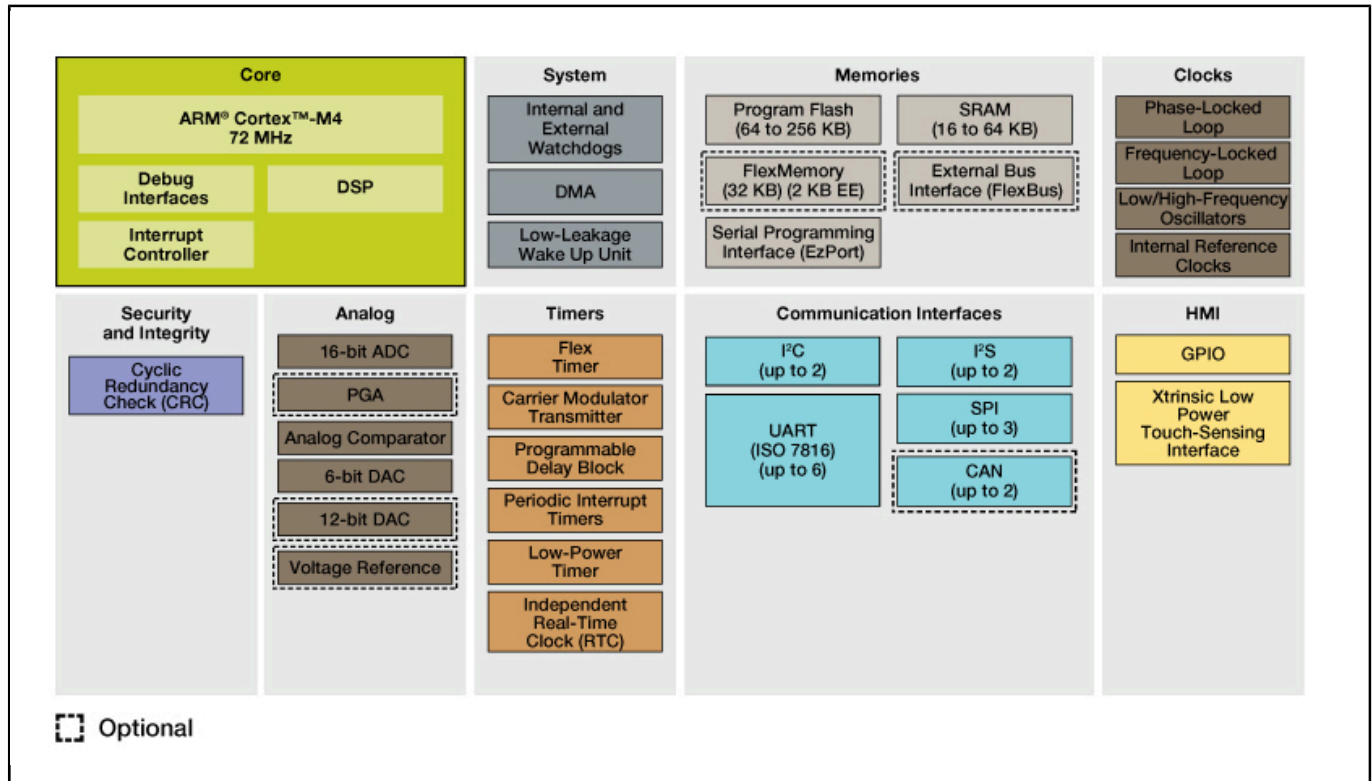 Core
ARM® Cortex™-M4
72 MHz
Debug
Interfaces
DSP
Interrupt
Controller
System
Internal and
External
Watchdogs
DMA
Low-Leakage
Wake Up Unit
Memories
Program Flash
(64 to 256 KB)
SRAM
(16 to 64 KB)
FlexMemory
(32 KB) (2 KB EE)
External Bus
Interface (FlexBus)
Serial Programming
Interface (EzPort)
Clocks
Phase-Locked
Loop
Frequency-Locked
Loop
Low/High-Frequency
Oscillators
Internal Reference
Clocks
Security
and Integrity
Cyclic
Redundancy
Check (CRC)
Analog
16-bit ADC
PGA
Analog Comparator
6-bit DAC
12-bit DAC
Voltage Reference
Timers
Flex
Timer
Carrier Modulator
Transmitter
Programmable
Delay Block
Periodic Interrupt
Timers
Low-Power
Timer
Independent
Real-Time
Clock (RTC)
Communication Interfaces
I²C
(up to 2)
I²S
(up to 2)
UART
(ISO 7816)
(up to 6)
SPI
(up to 3)
CAN
(up to 2)
HMI
GPIO
Xtrinsic Low
Power
Touch-Sensing
Interface
Optional